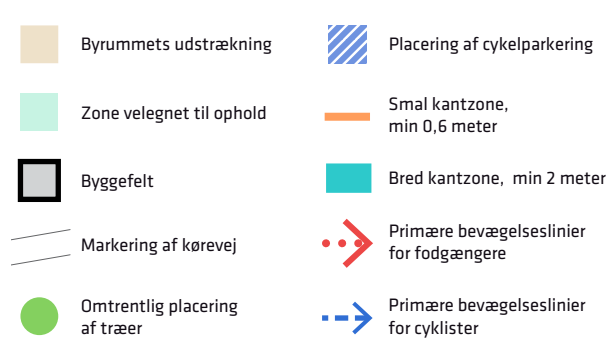 Byrummets udstrækning
Zone velegnet til ophold
Byggefelt
Markering af kørevej
Omtrentlig placering
af træer
Placering af cykelparkering
Smal kantzone,
min 0,6 meter
Bred kantzone, min 2 meter
Primære bevægelseslinier
for fodgængere
Primære bevægelseslinier
for cyklister